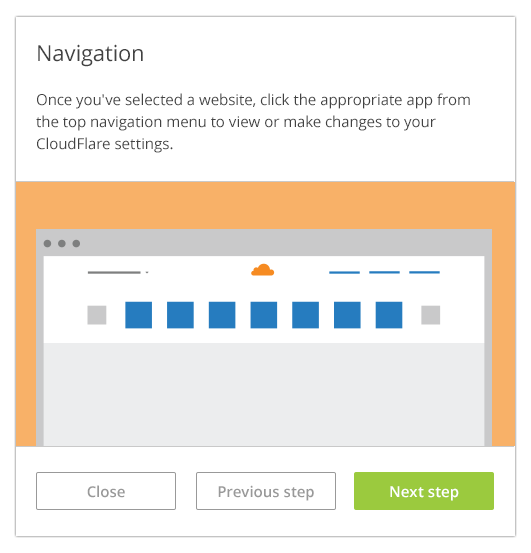 Navigation
Once you've selected a website, click the appropriate app from
the top navigation menu to view or make changes to your
CloudFlare settings.
Close
Previous step
Next step